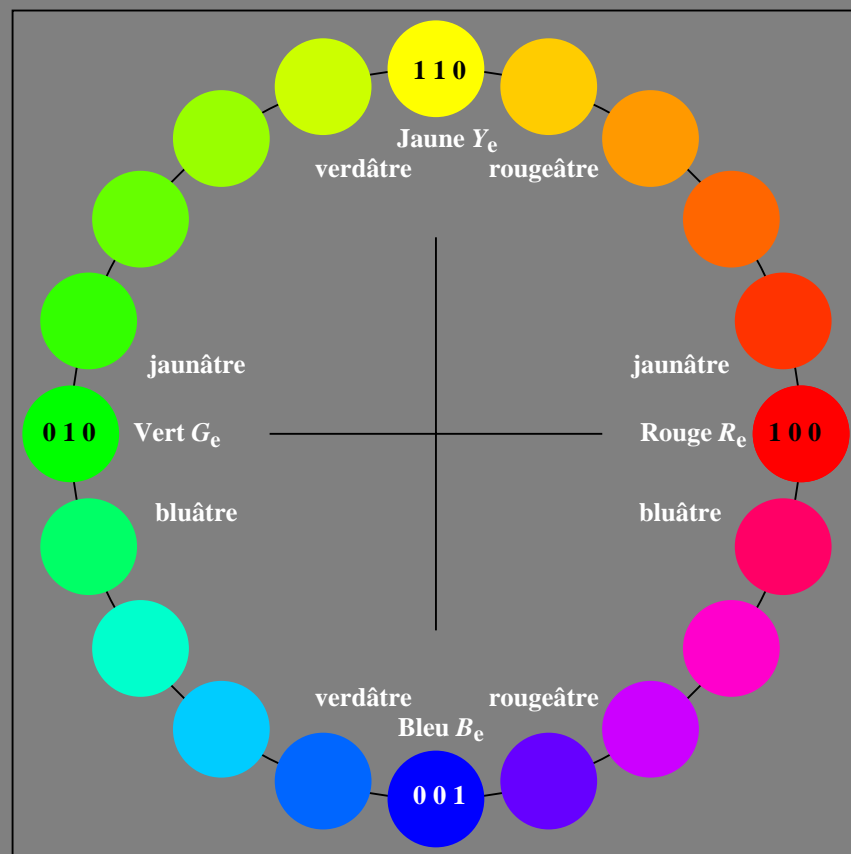 1 1 0
Jaune Yₑ
verdâtre rougeâtre
jaunâtre jaunâtre
0 1 0 Vert Gₑ Rouge Rₑ 1 0 0
bluâtre bluâtre
verdâtre rougeâtre
Bleu Bₑ
0 0 1